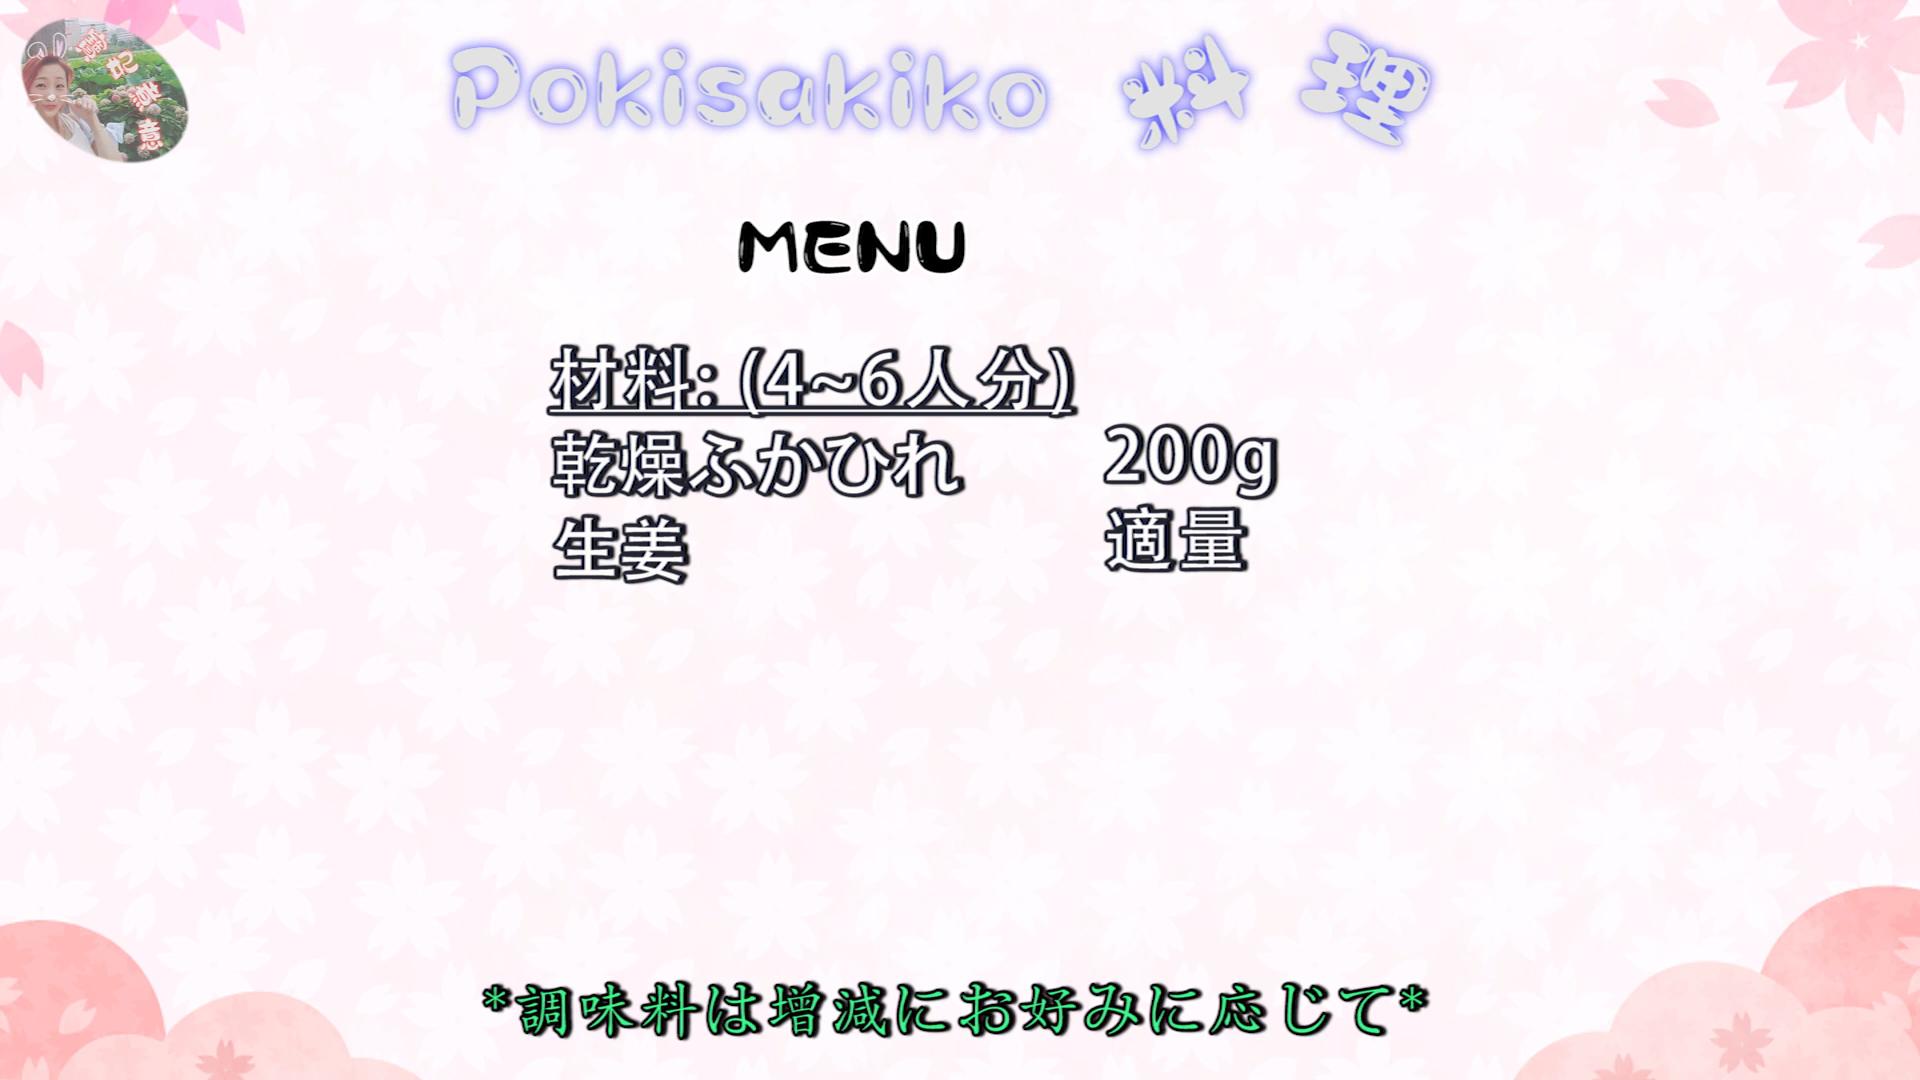 Pokisakiko 料理
MENU
材料: (4~6人分)
乾燥ふかひれ 200g
生姜 適量
*調味料は増減にお好みに応じて*